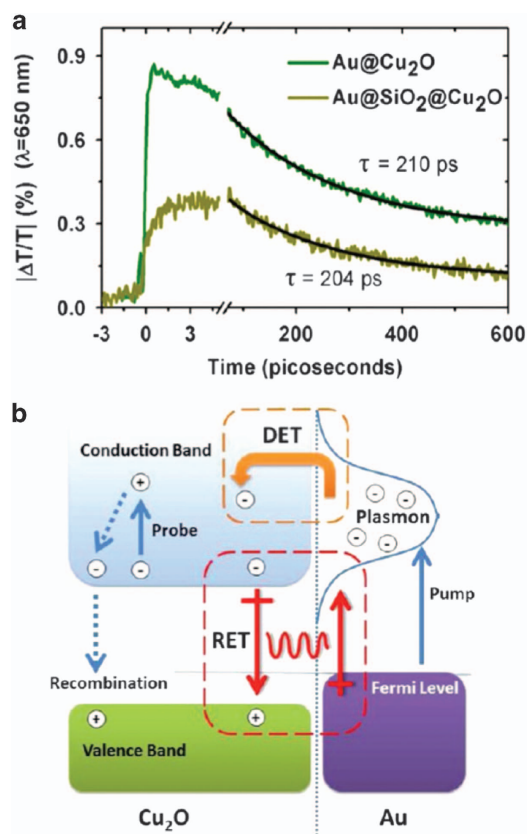 a
|ΔT/T| (%) (λ=650 nm)
0.9
0.6
0.3
0.0
Au@Cu₂O
Au@SiO₂@Cu₂O
τ = 210 ps
τ = 204 ps
-3 0 3 200 400 600
Time (picoseconds)
b
Conduction Band
DET
Plasmon
Probe
Pump
RET
Recombination
Fermi Level
Valence Band
Cu₂O
Au